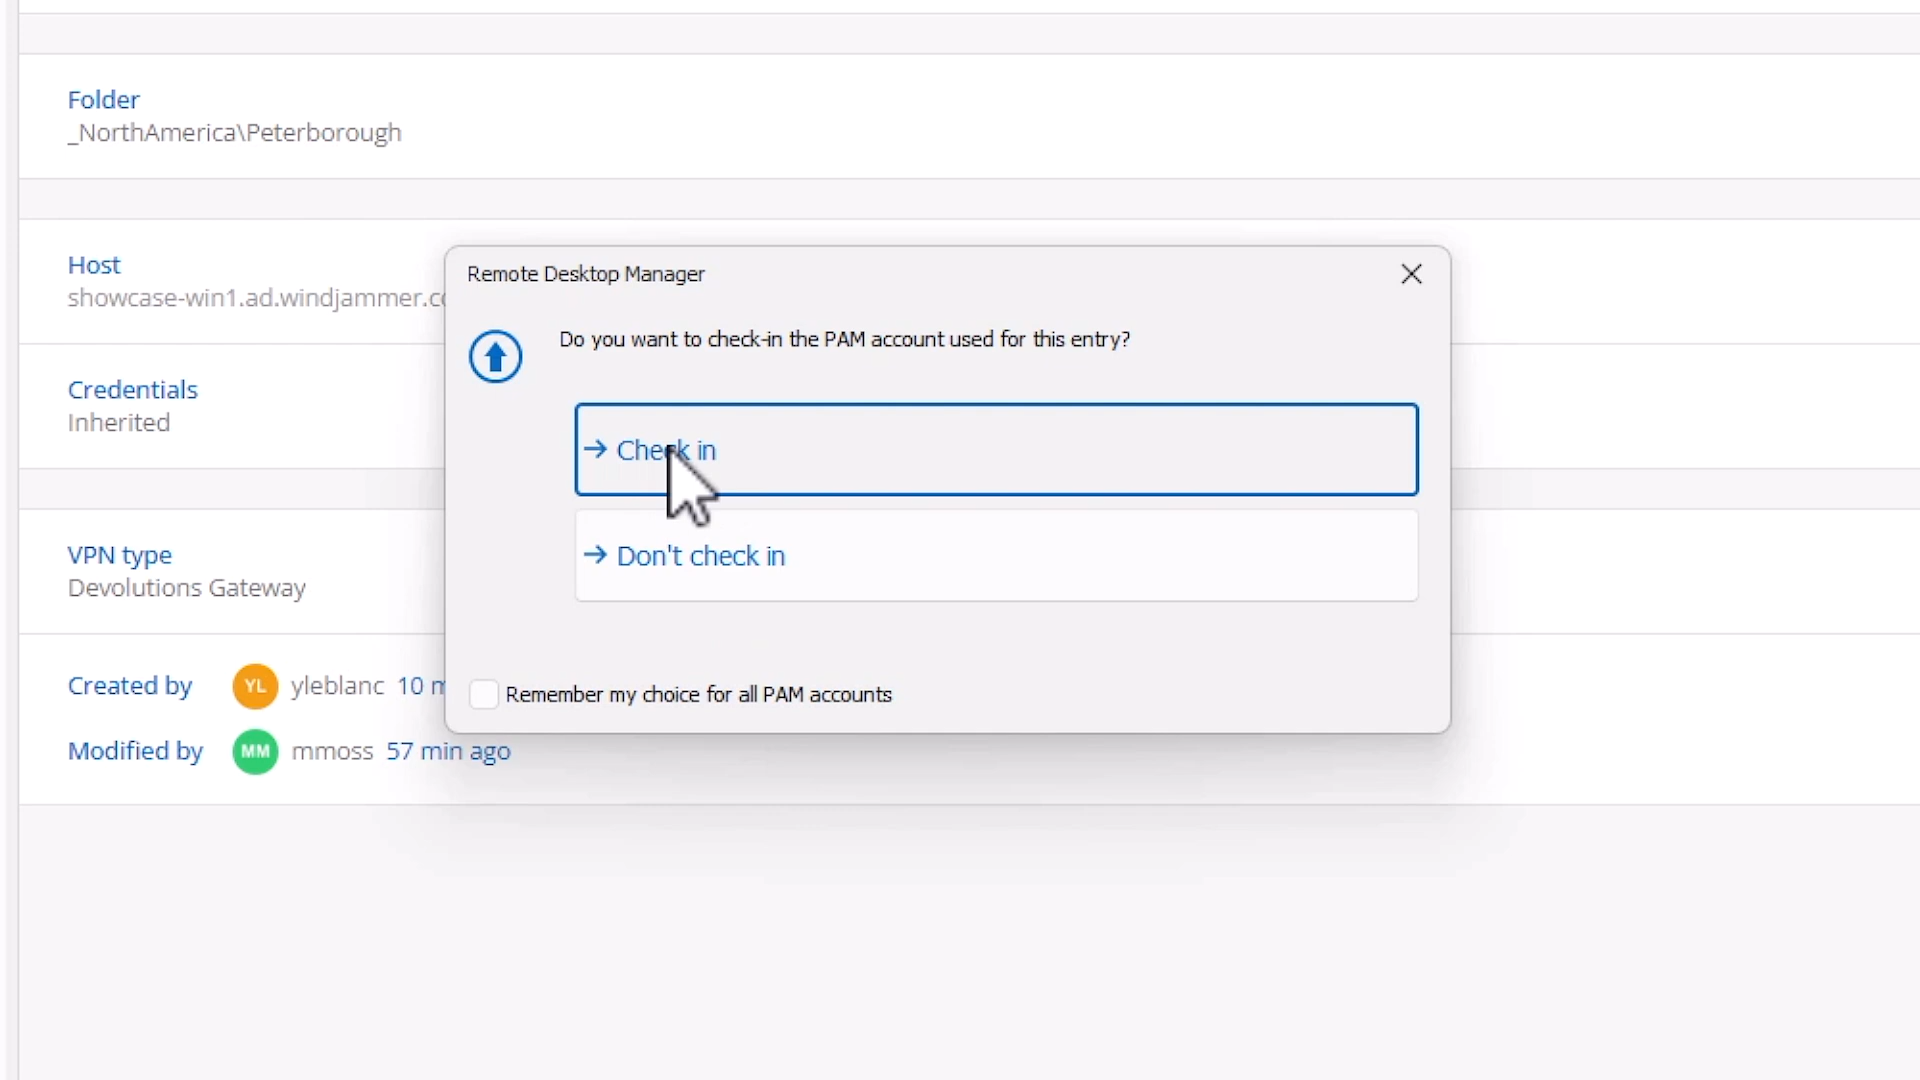 Folder
_NorthAmerica\Peterborough
Host
showcase-win1.ad.windjammer.c
Credentials
Inherited
VPN type
Devolutions Gateway
Created by YL yleblanc 10 m
Modified by MM mmoss 57 min ago
Remote Desktop Manager
Do you want to check-in the PAM account used for this entry?
→ Check in
→ Don't check in
Remember my choice for all PAM accounts